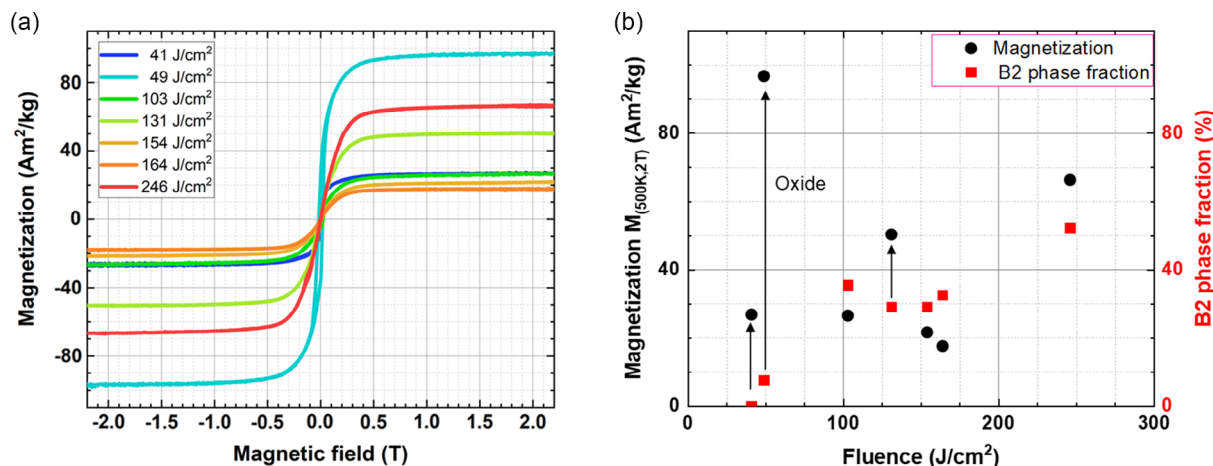 (a)
Magnetization (Am²/kg)
80
40
0
-40
-80
41 J/cm²
49 J/cm²
103 J/cm²
131 J/cm²
154 J/cm²
164 J/cm²
246 J/cm²
-2.0 -1.5 -1.0 -0.5 0.0 0.5 1.0 1.5 2.0
Magnetic field (T)
(b)
Magnetization M(500K,2T) (Am²/kg)
80
40
0
Magnetization
B2 phase fraction
Oxide
80
40
0
B2 phase fraction (%)
0 100 200 300
Fluence (J/cm²)